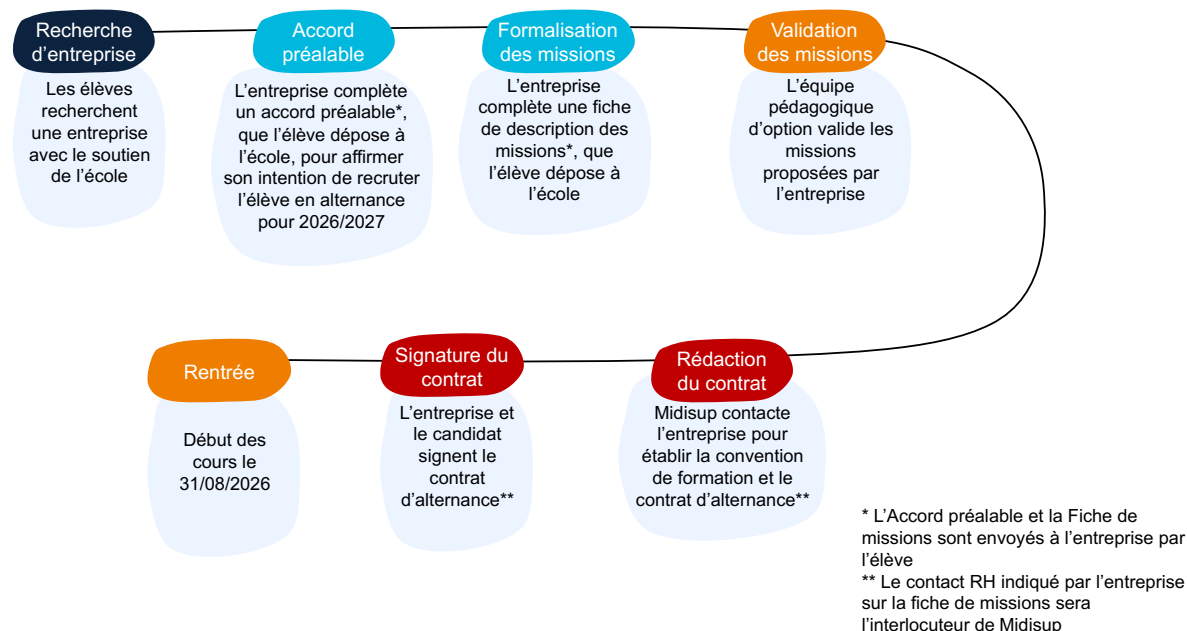 Recherche
d'entreprise
Les élèves
recherchent
une entreprise
avec le soutien
de l'école
Accord
préalable
L'entreprise complète
un accord préalable*,
que l'élève dépose à
l'école, pour affirmer
son intention de recruter
l'élève en alternance
pour 2026/2027
Formalisation
des missions
L'entreprise
complète une fiche
de description des
missions*, que
l'élève dépose à
l'école
Validation
des missions
L'équipe
pédagogique
d'option valide les
missions
proposées par
l'entreprise
Rédaction
du contrat
Midisup contacte
l'entreprise pour
établir la convention
de formation et le
contrat d'alternance**
Signature du
contrat
L'entreprise et
le candidat
signent le
contrat
d'alternance**
Rentrée
Début des
cours le
31/08/2026
* L'Accord préalable et la Fiche de
missions sont envoyés à l'entreprise par
l'élève
** Le contact RH indiqué par l'entreprise
sur la fiche de missions sera
l'interlocuteur de Midisup